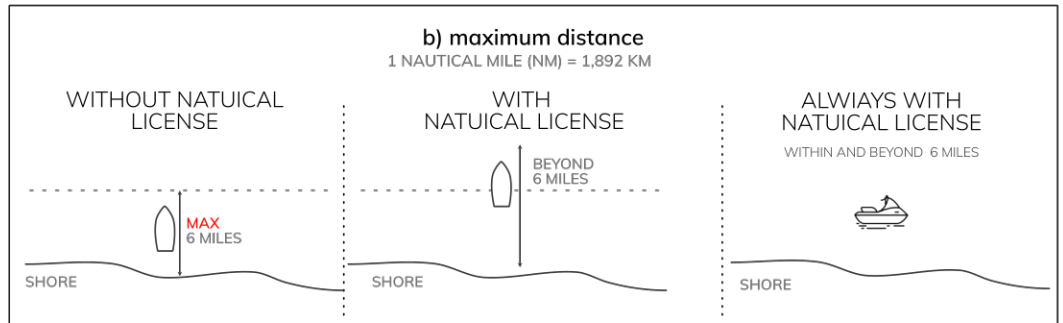 b) maximum distance
1 NAUTICAL MILE (NM) = 1,892 KM
WITHOUT NATUICAL
LICENSE
MAX
6 MILES
SHORE
WITH
NATUICAL LICENSE
BEYOND
6 MILES
SHORE
ALWIAYS WITH
NATUICAL LICENSE
WITHIN AND BEYOND 6 MILES
SHORE